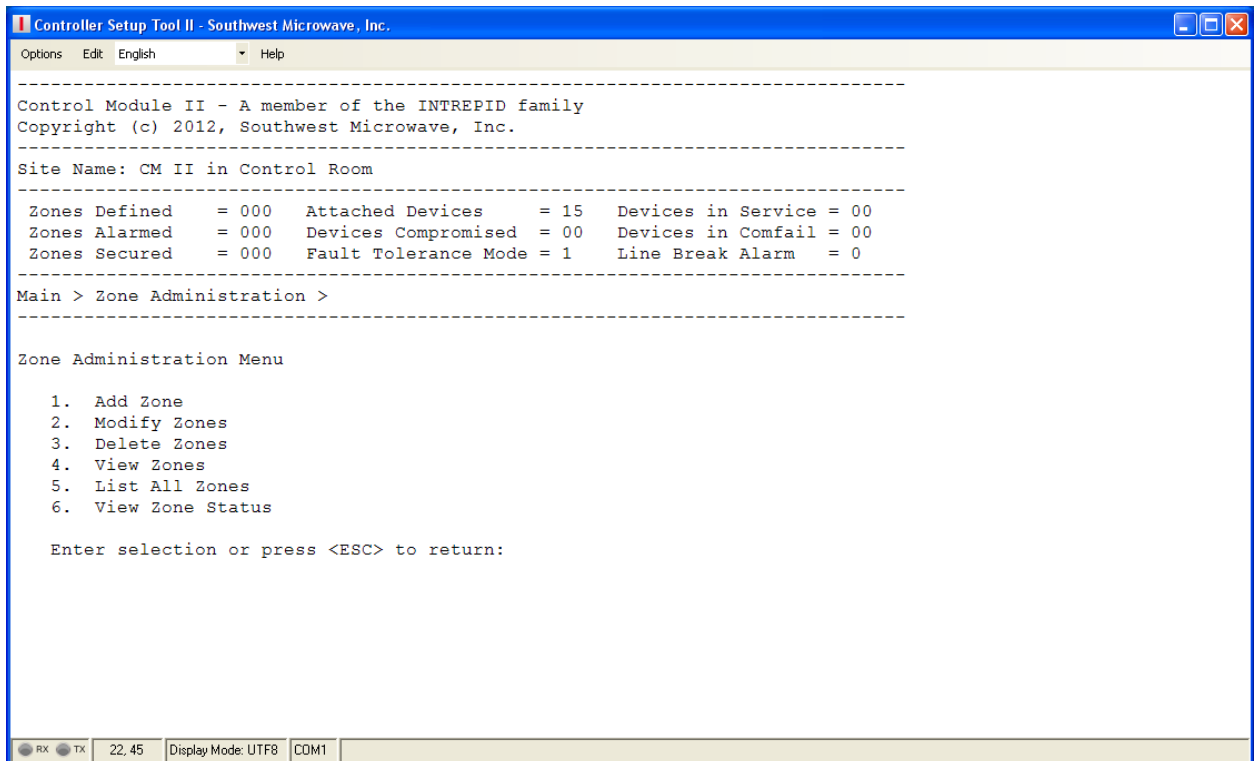 Controller Setup Tool II - Southwest Microwave, Inc.
Options Edit English Help
--------------------------------------------------------------------------------
Control Module II - A member of the INTREPID family
Copyright (c) 2012, Southwest Microwave, Inc.
--------------------------------------------------------------------------------
Site Name: CM II in Control Room
--------------------------------------------------------------------------------
Zones Defined = 000 Attached Devices = 15 Devices in Service = 00
Zones Alarmed = 000 Devices Compromised = 00 Devices in Comfail = 00
Zones Secured = 000 Fault Tolerance Mode = 1 Line Break Alarm = 0
--------------------------------------------------------------------------------
Main > Zone Administration >
--------------------------------------------------------------------------------
Zone Administration Menu
1. Add Zone
2. Modify Zones
3. Delete Zones
4. View Zones
5. List All Zones
6. View Zone Status
Enter selection or press <ESC> to return:
RX TX 22, 45 Display Mode: UTF8 COM1